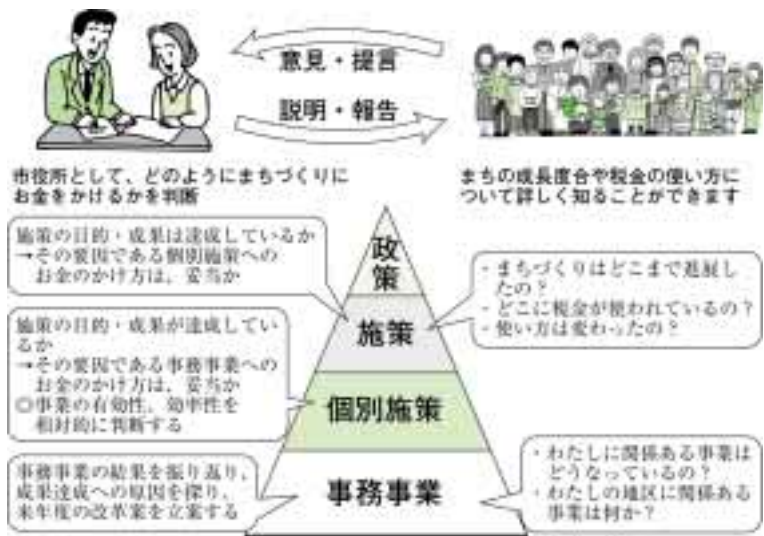 意見・提言
説明・報告
市役所として、どのようにまちづくりに
お金をかけるかを判断
まちの成長度合や税金の使い方に
ついて詳しく知ることができます
施策の目的・成果は達成しているか
→その要因である個別施策への
お金のかけ方は、妥当か
政
策
・まちづくりはどこまで進展し
たの？
・どこに税金が使われているの？
・使い方は変わったの？
施策
施策の目的・成果が達成してい
るか
→その要因である事務事業への
お金のかけ方は、妥当か
◎事業の有効性、効率性を
相対的に判断する
個別施策
事務事業の結果を振り返り、
成果達成への原因を探り、
来年度の改革案を立案する
事務事業
・わたしに関係ある事業は
どうなっているの？
・わたしの地区に関係ある
事業は何か？